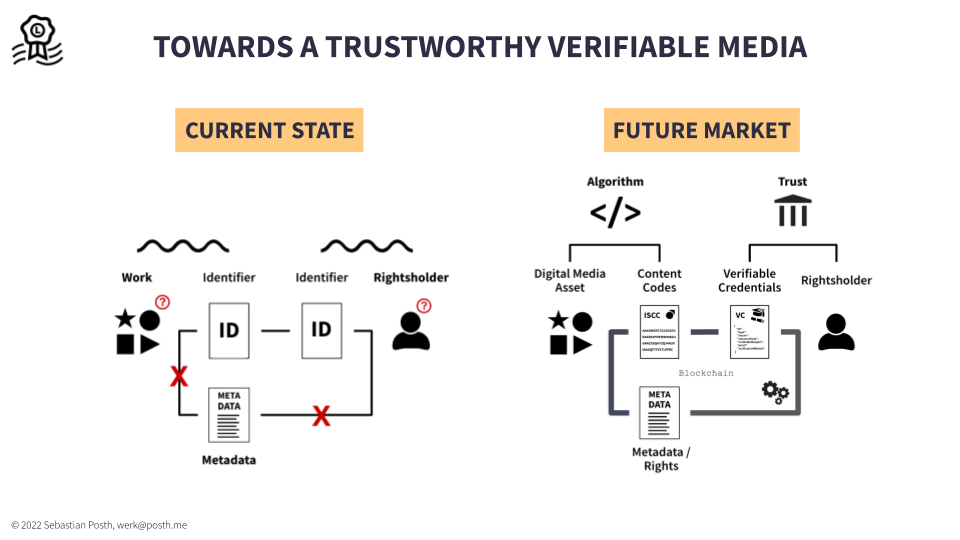 TOWARDS A TRUSTWORTHY VERIFIABLE MEDIA
CURRENT STATE
Work
Identifier
Identifier
Rightsholder
?
?
ID
ID
X
X
META
DATA
Metadata
FUTURE MARKET
Algorithm
</>
Trust
Digital Media
Asset
Content
Codes
Verifiable
Credentials
Rightsholder
ISCC
VC
Blockchain
META
DATA
Metadata /
Rights
© 2022 Sebastian Posth, werk@posth.me